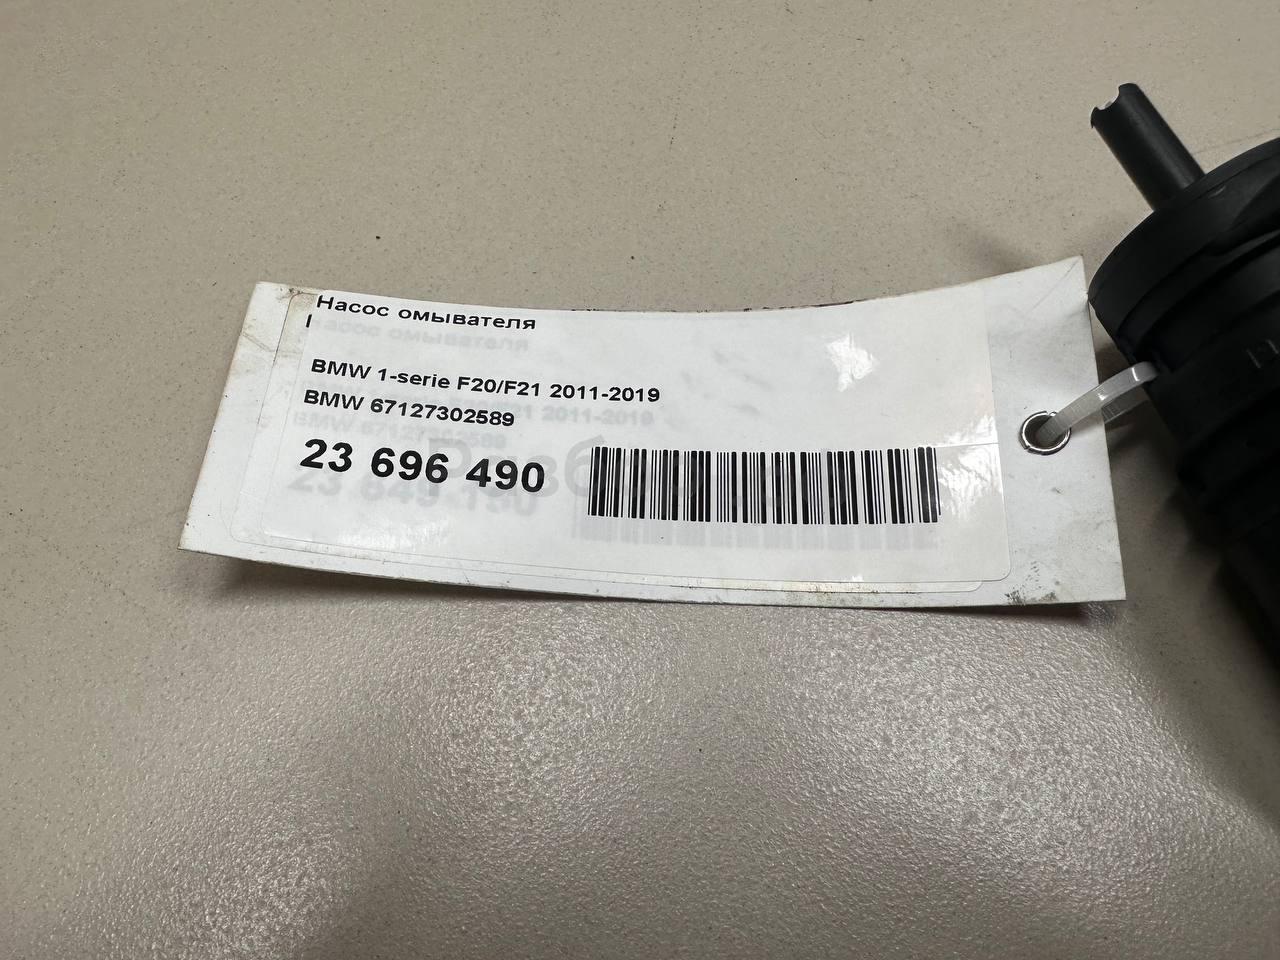 Насос омывателя
BMW 1-serie F20/F21 2011-2019
BMW 67127302589
23 696 490